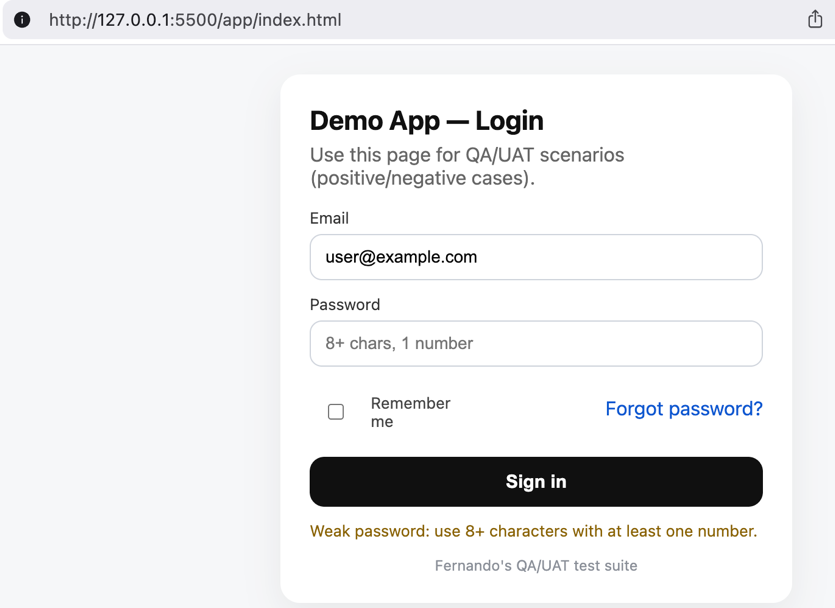 http://127.0.0.1:5500/app/index.html
Demo App — Login
Use this page for QA/UAT scenarios
(positive/negative cases).
Email
user@example.com
Password
8+ chars, 1 number
Remember
me
Forgot password?
Sign in
Weak password: use 8+ characters with at least one number.
Fernando's QA/UAT test suite